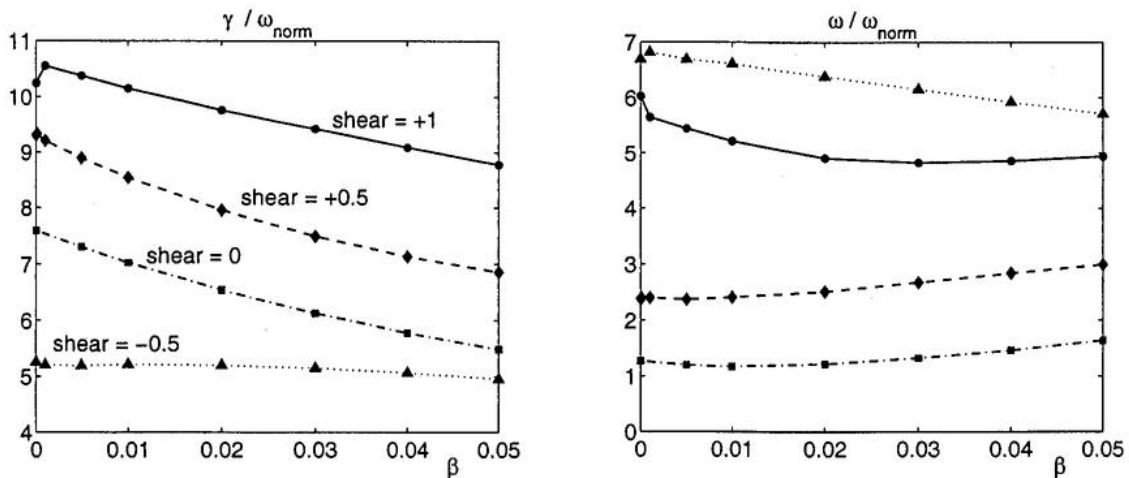 γ / ω_norm
11
10
9
8
7
6
5
4
shear = +1
shear = +0.5
shear = 0
shear = −0.5
0 0.01 0.02 0.03 0.04 0.05
β
ω / ω_norm
7
6
5
4
3
2
1
0
0 0.01 0.02 0.03 0.04 0.05
β